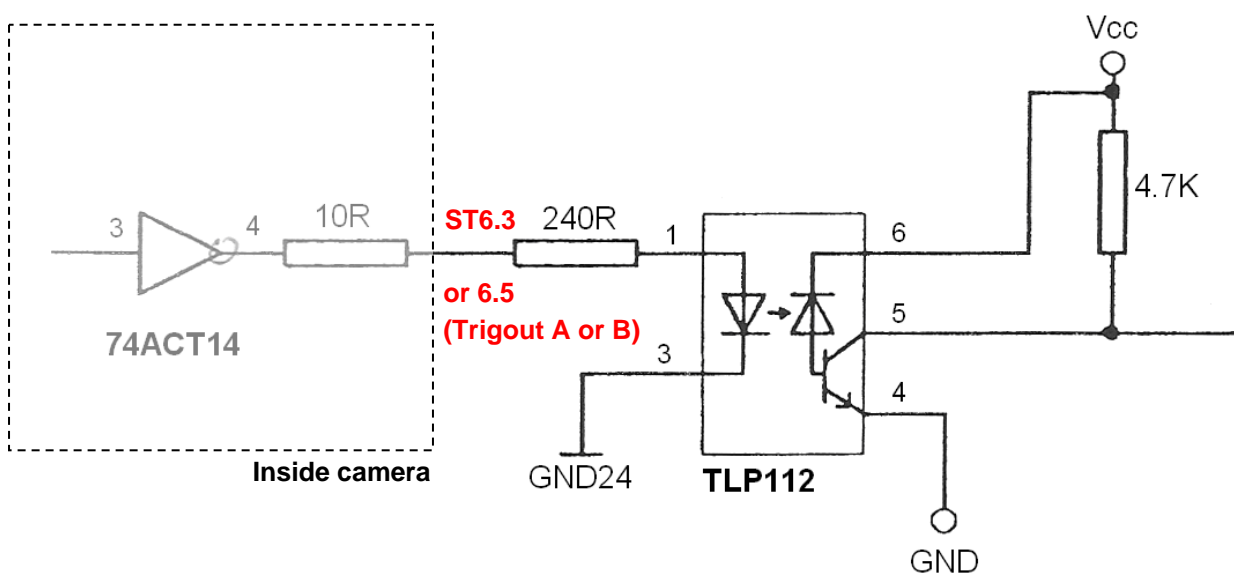 Vcc
4.7K
3
4
10R
74ACT14
ST6.3
or 6.5
(Trigout A or B)
240R
1
3
6
5
4
GND24
TLP112
GND
Inside camera